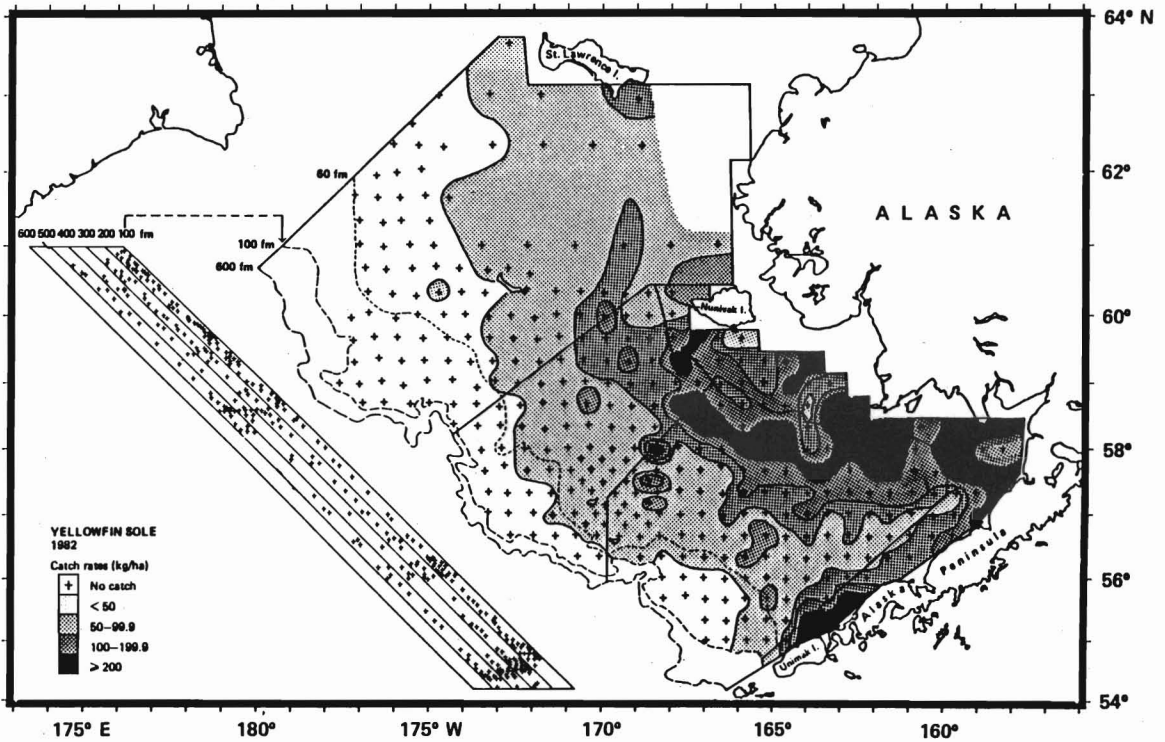 64° N
St. Lawrence I.
60 fm
62°
ALASKA
600 500 400 300 200 100 fm
100 fm
600 fm
Nunivak I.
60°
58°
YELLOWFIN SOLE
1982
Catch rates (kg/ha)
+ No catch
< 50
50–99.9
100–199.9
≥ 200
56°
Alaska Peninsula
Unimak I.
54°
175° E
180°
175° W
170°
165°
160°